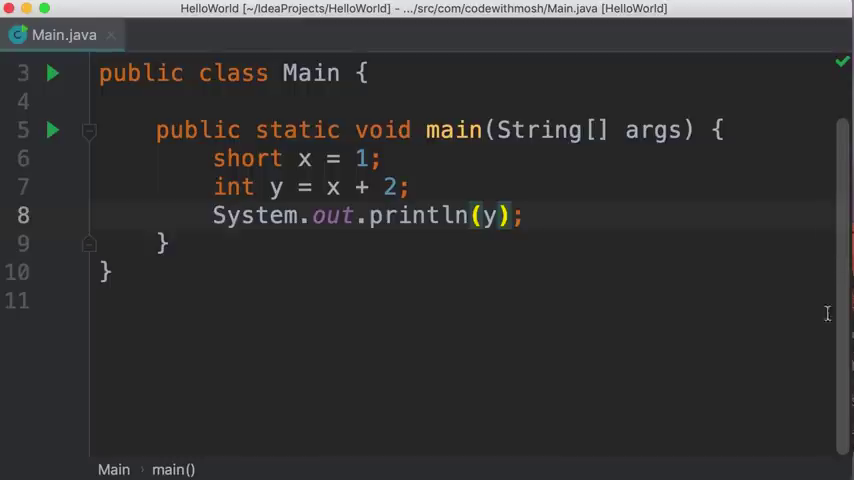 HelloWorld [~/IdeaProjects/HelloWorld] - .../src/com/codewithmosh/Main.java [HelloWorld]
Main.java
3 public class Main {
4
5 public static void main(String[] args) {
6 short x = 1;
7 int y = x + 2;
8 System.out.println(y);
9 }
10 }
11
Main › main()